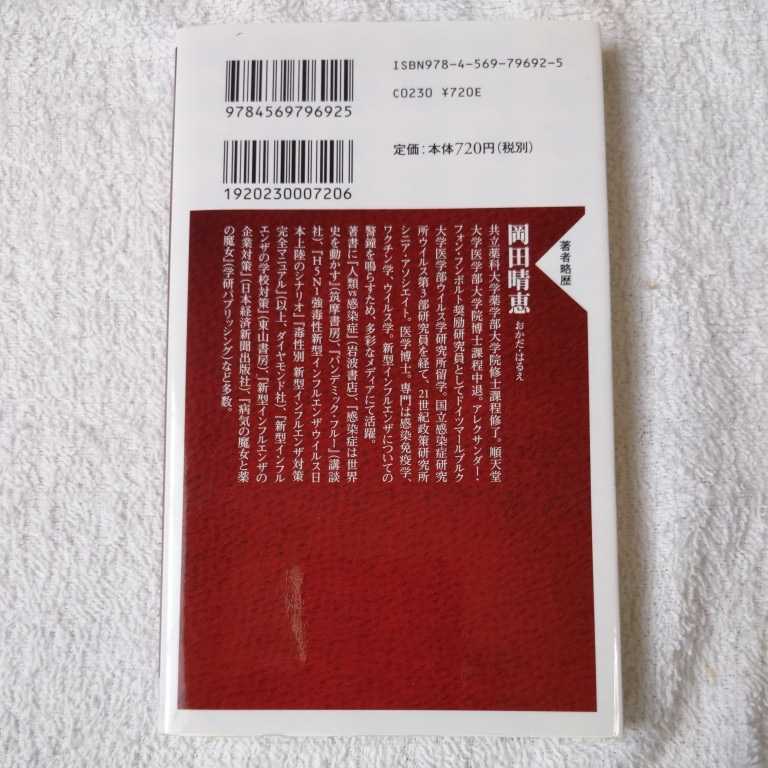 ISBN978-4-569-79692-5
C0230 ¥720E
定価：本体720円（税別）
9784569796925
1920230007206
著者略歴
岡田晴恵 おかだ・はるえ
共立薬科大学薬学部大学院修士課程修了。順天堂
大学医学部大学院博士課程中退。アレクサンダー・
フォン・フンボルト奨励研究員としてドイツマールブルク
大学医学部ウイルス学研究所留学。国立感染症研究
所ウイルス第3部研究員を経て、21世紀政策研究所
シニア・アソシエイト。医学博士。専門は感染免疫学、
ワクチン学、ウイルス学。新型インフルエンザについての
警鐘を鳴らすため、多彩なメディアにて活躍。
著書に『人類vs感染症』（岩波書店）、『感染症は世界
史を動かす』（筑摩書房）、『パンデミック・フルー』（講談
社）、『H5N1強毒性新型インフルエンザウイルス日
本上陸のシナリオ』『毒性別 新型インフルエンザ対策
完全マニュアル』（以上、ダイヤモンド社）、『新型インフル
エンザの学校対策』（東山書房）、『新型インフルエンザの
企業対策』（日本経済新聞出版社）、『病気の魔女と薬
の魔女』（学研パブリッシング）など多数。